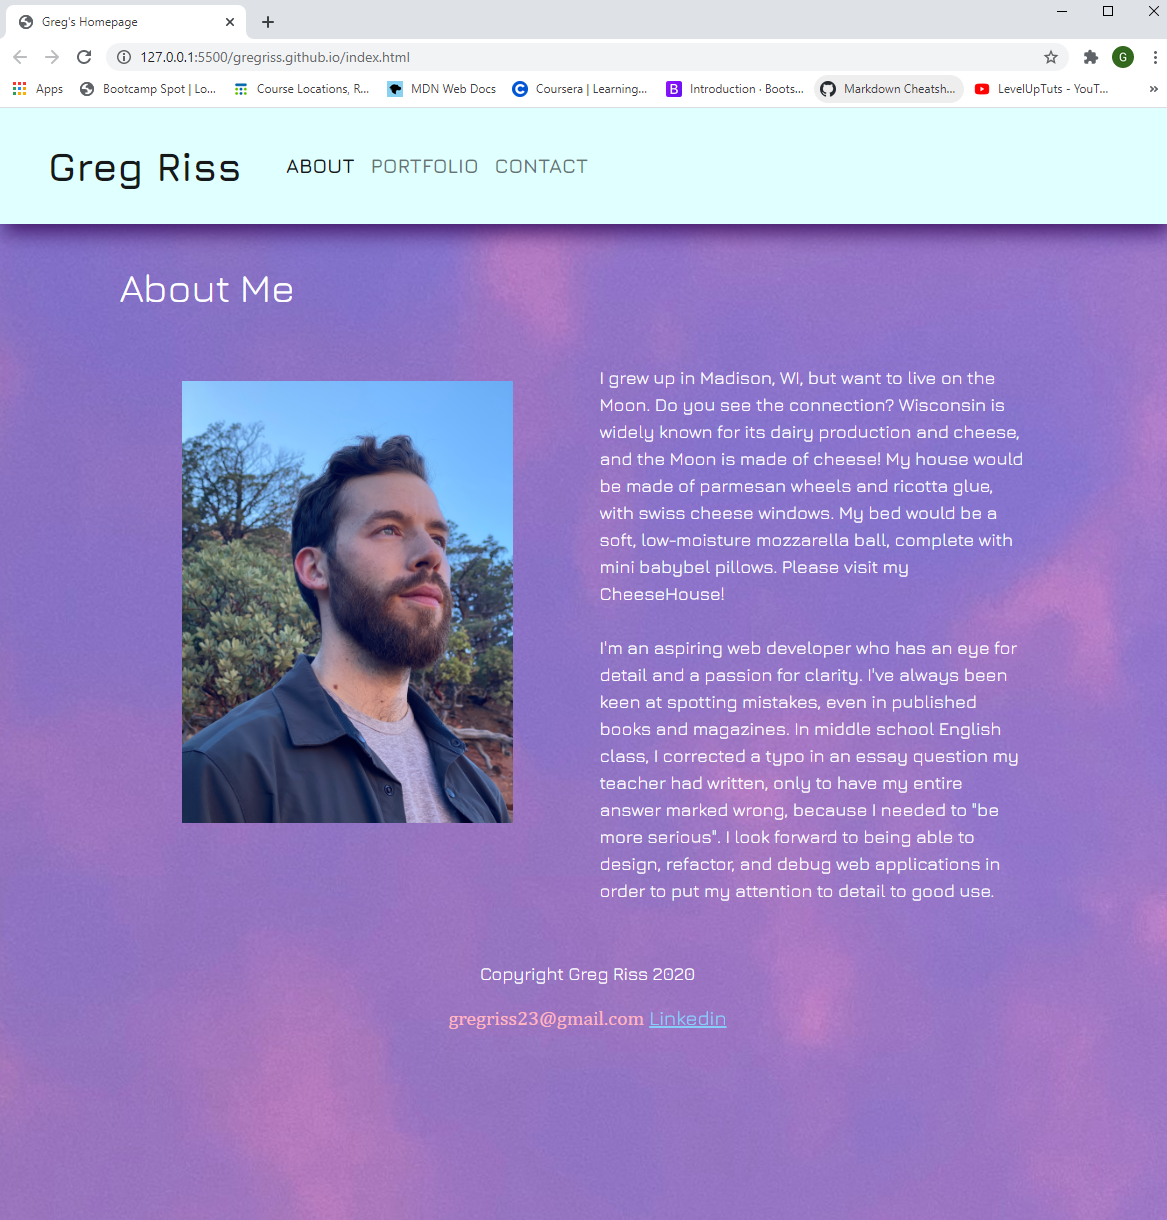 Greg's Homepage
127.0.0.1:5500/gregriss.github.io/index.html
G
Apps
Bootcamp Spot | Lo...
Course Locations, R...
MDN Web Docs
C
Coursera | Learning...
B
Introduction · Boots...
Markdown Cheatsh...
LevelUpTuts - YouT...
»
Greg Riss
ABOUT PORTFOLIO CONTACT
About Me
I grew up in Madison, WI, but want to live on the
Moon. Do you see the connection? Wisconsin is
widely known for its dairy production and cheese,
and the Moon is made of cheese! My house would
be made of parmesan wheels and ricotta glue,
with swiss cheese windows. My bed would be a
soft, low-moisture mozzarella ball, complete with
mini babybel pillows. Please visit my
CheeseHouse!
I'm an aspiring web developer who has an eye for
detail and a passion for clarity. I've always been
keen at spotting mistakes, even in published
books and magazines. In middle school English
class, I corrected a typo in an essay question my
teacher had written, only to have my entire
answer marked wrong, because I needed to "be
more serious". I look forward to being able to
design, refactor, and debug web applications in
order to put my attention to detail to good use.
Copyright Greg Riss 2020
gregriss23@gmail.com Linkedin